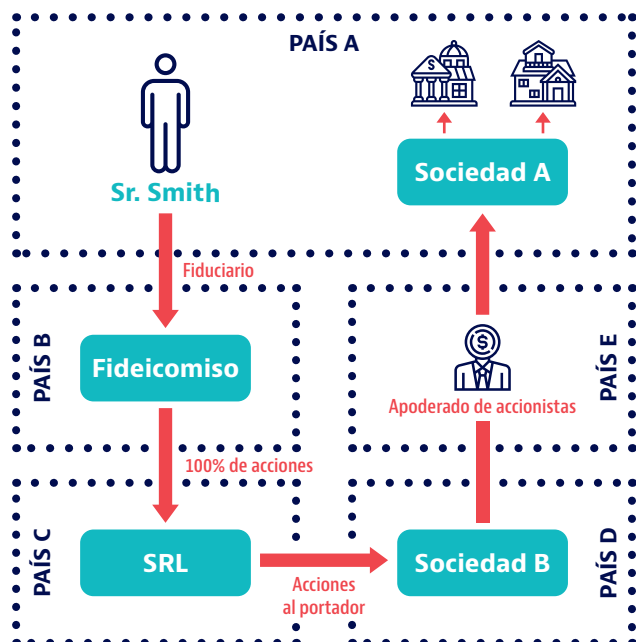 PAÍS A
$
Sr. Smith
Sociedad A
Fiduciario
PAÍS B
Fideicomiso
$
Apoderado de accionistas
PAÍS E
100% de acciones
PAÍS C
SRL
Acciones
al portador
Sociedad B
PAÍS D